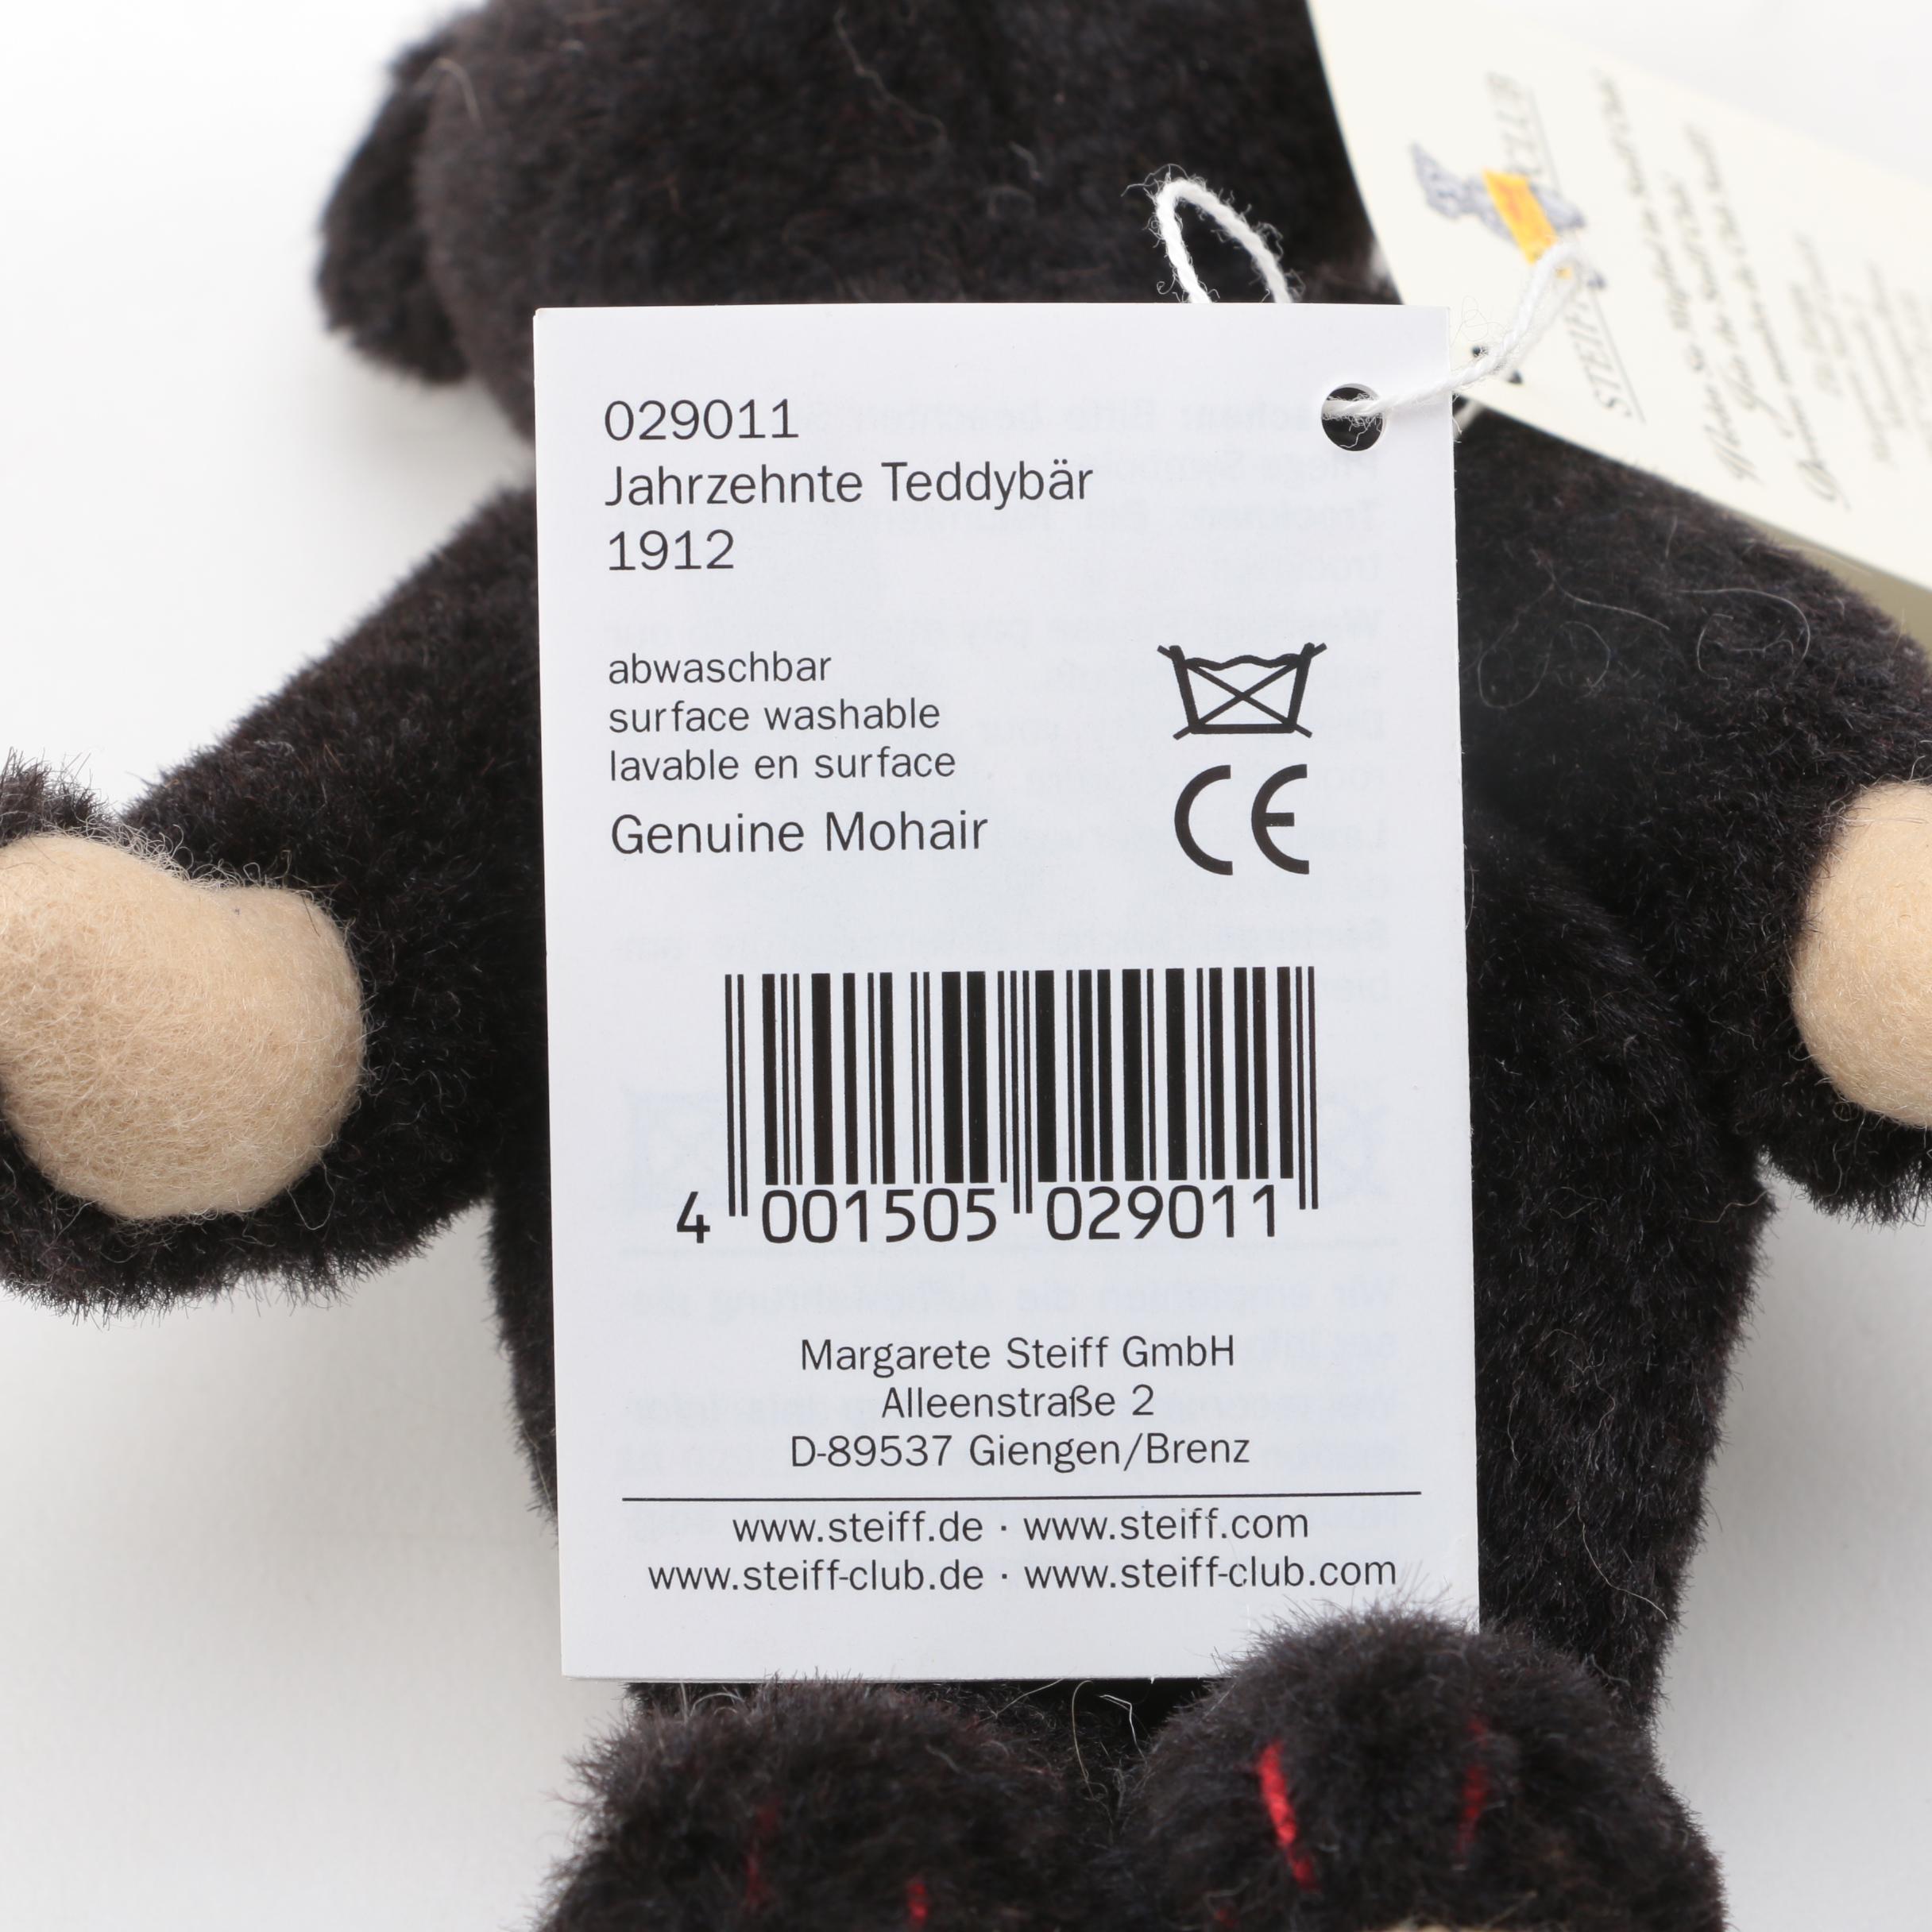 029011
Jahrzehnte Teddybär
1912
abwaschbar
surface washable
lavable en surface
Genuine Mohair
CE
4 001505 029011
Margarete Steiff GmbH
Alleenstraße 2
D-89537 Giengen/Brenz
www.steiff.de · www.steiff.com
www.steiff-club.de · www.steiff-club.com
STEIFF
CLUB